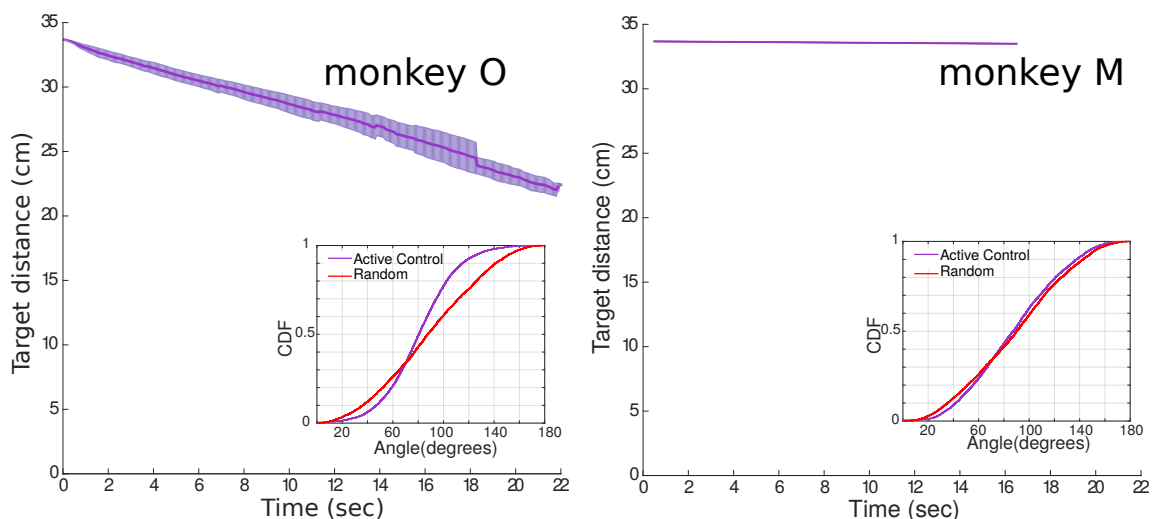 monkey O
Target distance (cm)
35
30
25
20
15
10
5
0
0 2 4 6 8 10 12 14 16 18 20 22
Time (sec)
Active Control
Random
CDF
1
0.5
0
20 60 100 140 180
Angle(degrees)
monkey M
Target distance (cm)
35
30
25
20
15
10
5
0
0 2 4 6 8 10 12 14 16 18 20 22
Time (sec)
Active Control
Random
CDF
1
0.5
0
20 60 100 140 180
Angle(degrees)